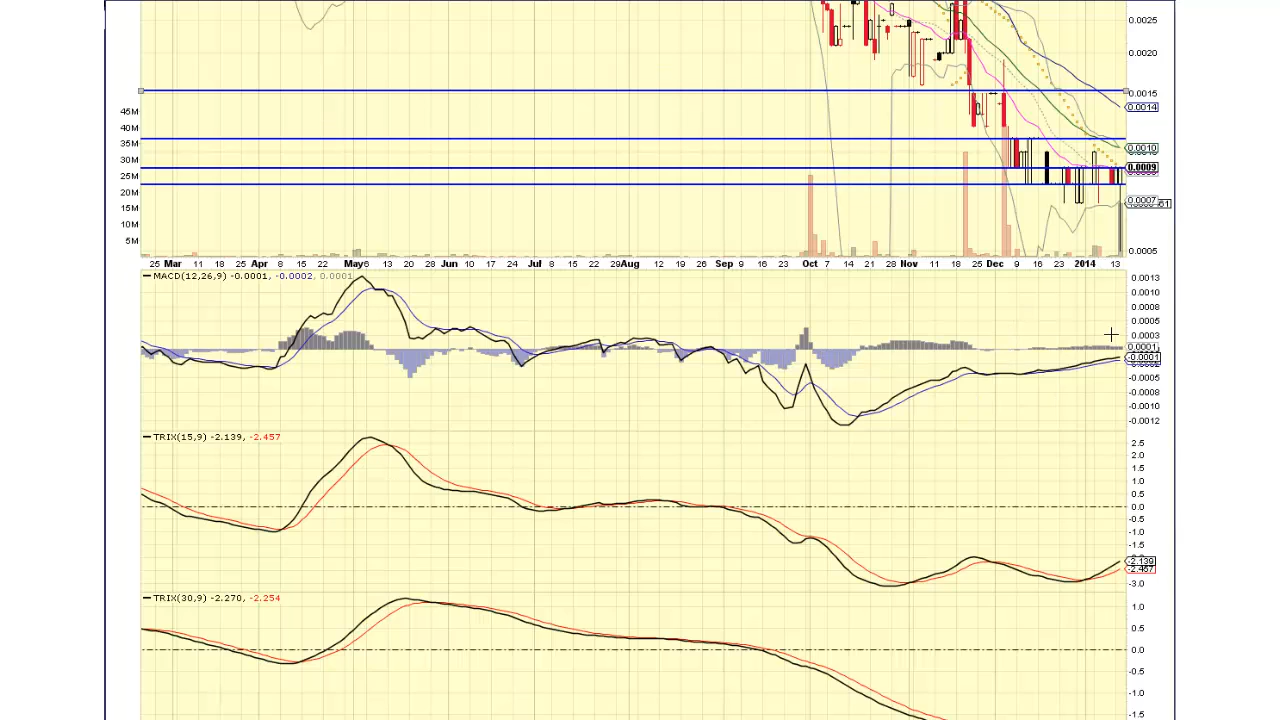 0.0025
0.0020
0.0015
0.0014
0.0010
0.0009
0.0007
0.0005
45M
40M
35M
30M
25M
20M
15M
10M
5M
25 Mar 11 18 25 Apr 8 15 22 May 6 13 20 28 Jun 10 17 24 Jul 8 15 22 29 Aug 12 19 26 Sep 9 16 23 Oct 7 14 21 28 Nov 11 18 25 Dec 9 16 23 2014 13
MACD(12,26,9) -0.0001, -0.0002, 0.0001
0.0013
0.0010
0.0008
0.0005
0.0003
0.0001
-0.0001
-0.0005
-0.0008
-0.0010
-0.0012
TRIX(15,9) -2.139, -2.457
2.5
2.0
1.5
1.0
0.5
0.0
-0.5
-1.0
-1.5
-2.139
-2.457
-3.0
TRIX(30,9) -2.270, -2.254
1.0
0.5
0.0
-0.5
-1.0
-1.5